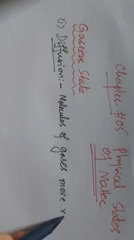 Chapter #05 Physical States
of Matter
Gaseous State
(i) Diffusion:- Molecules of gases move